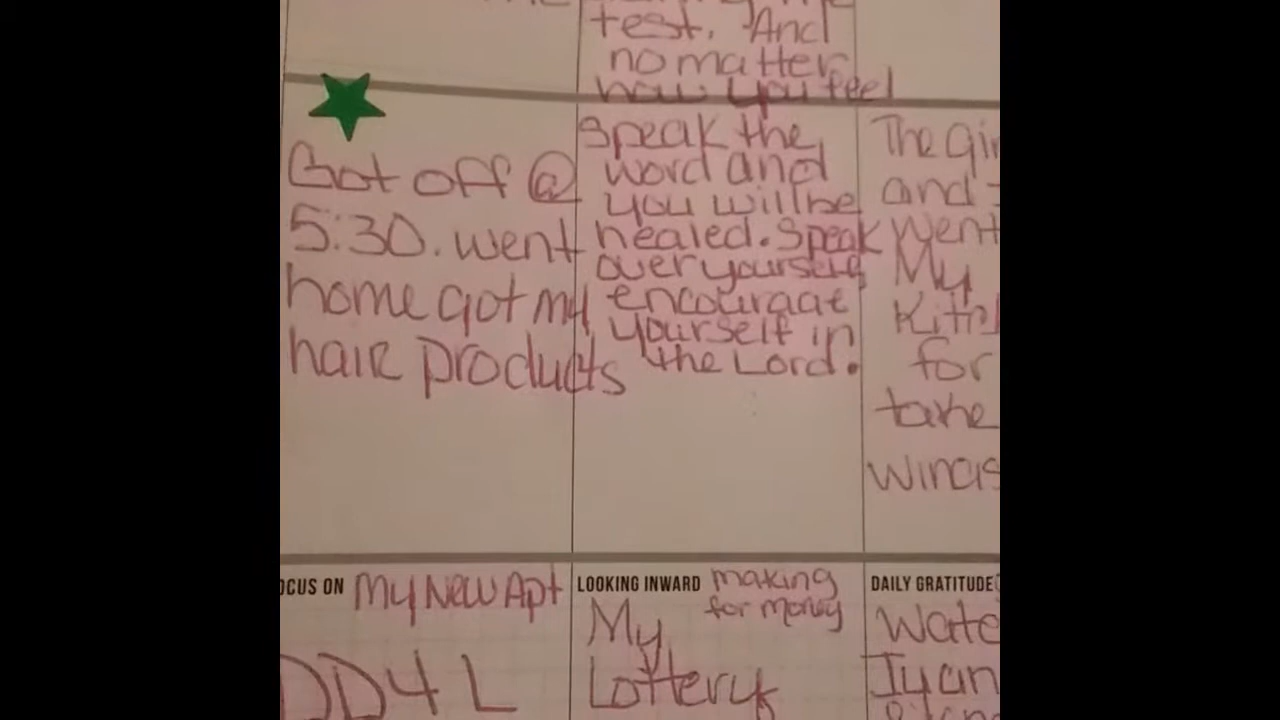 test. And
no matter
how you feel
Got off @
5:30. went
home got my
hair products
Speak the
word and
you will be
healed. Speak
over yourself,
encourage
yourself in
the Lord.
The
and
went
My
for
take
OCUS ON My New Apt
DD4L
LOOKING INWARD making
for money
My
Lottery
DAILY GRATITUDE